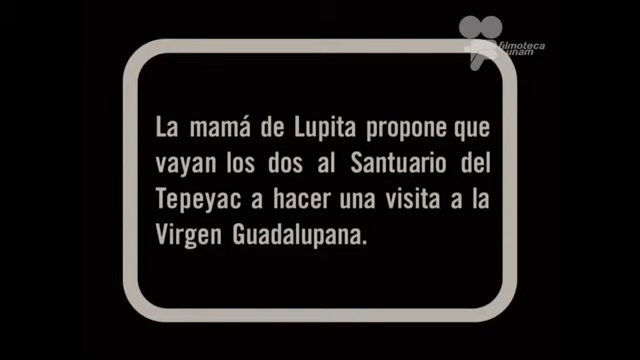 filmoteca
unam
La mamá de Lupita propone que
vayan los dos al Santuario del
Tepeyac a hacer una visita a la
Virgen Guadalupana.